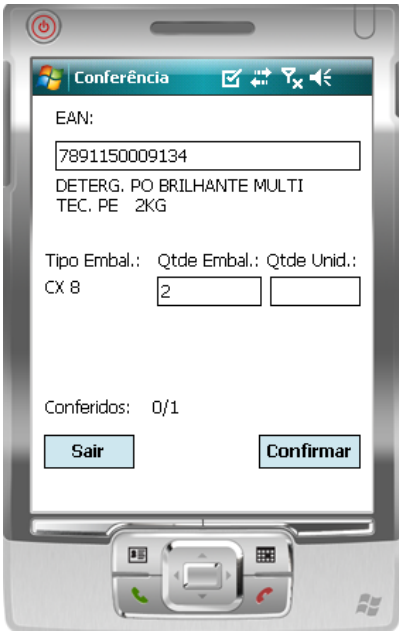 Conferência
EAN:
7891150009134
DETERG. PO BRILHANTE MULTI
TEC. PE 2KG
Tipo Embal.: Qtde Embal.: Qtde Unid.:
CX 8 2
Conferidos: 0/1
Sair Confirmar